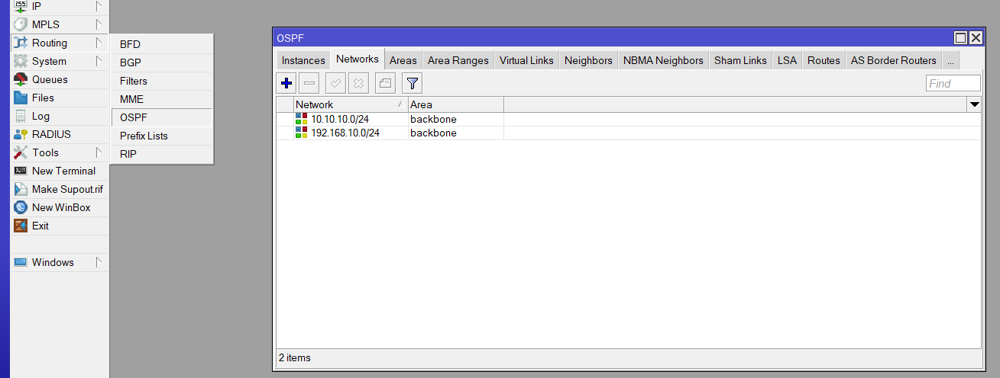 255
IP
MPLS
Routing
System
Queues
Files
Log
RADIUS
Tools
New Terminal
Make Supout.rif
New WinBox
Exit
Windows
BFD
BGP
Filters
MME
OSPF
Prefix Lists
RIP
OSPF
Instances Networks Areas Area Ranges Virtual Links Neighbors NBMA Neighbors Sham Links LSA Routes AS Border Routers ...
Find
Network Area
10.10.10.0/24 backbone
192.168.10.0/24 backbone
2 items